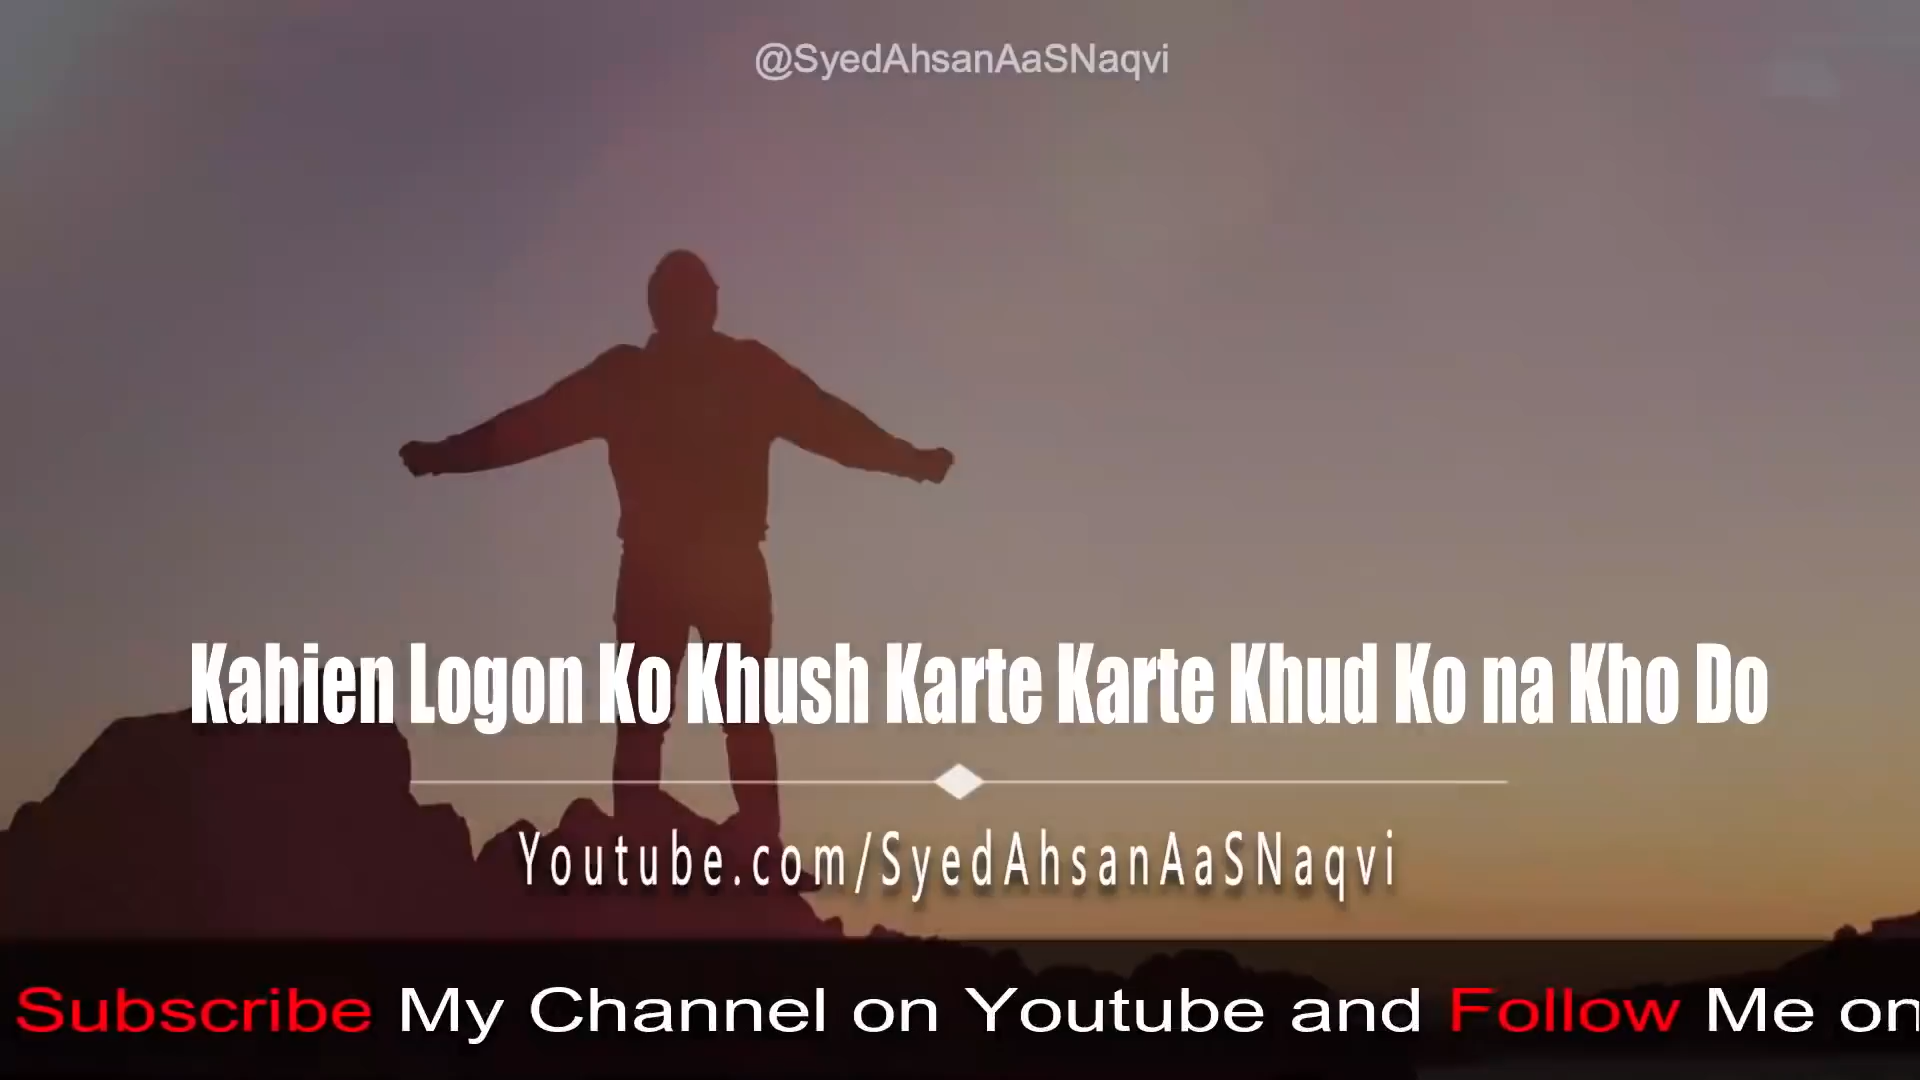 @SyedAhsanAaSNaqvi
Kahien Logon Ko Khush Karte Karte Khud Ko na Kho Do
Youtube.com/SyedAhsanAaSNaqvi
Subscribe My Channel on Youtube and Follow Me on